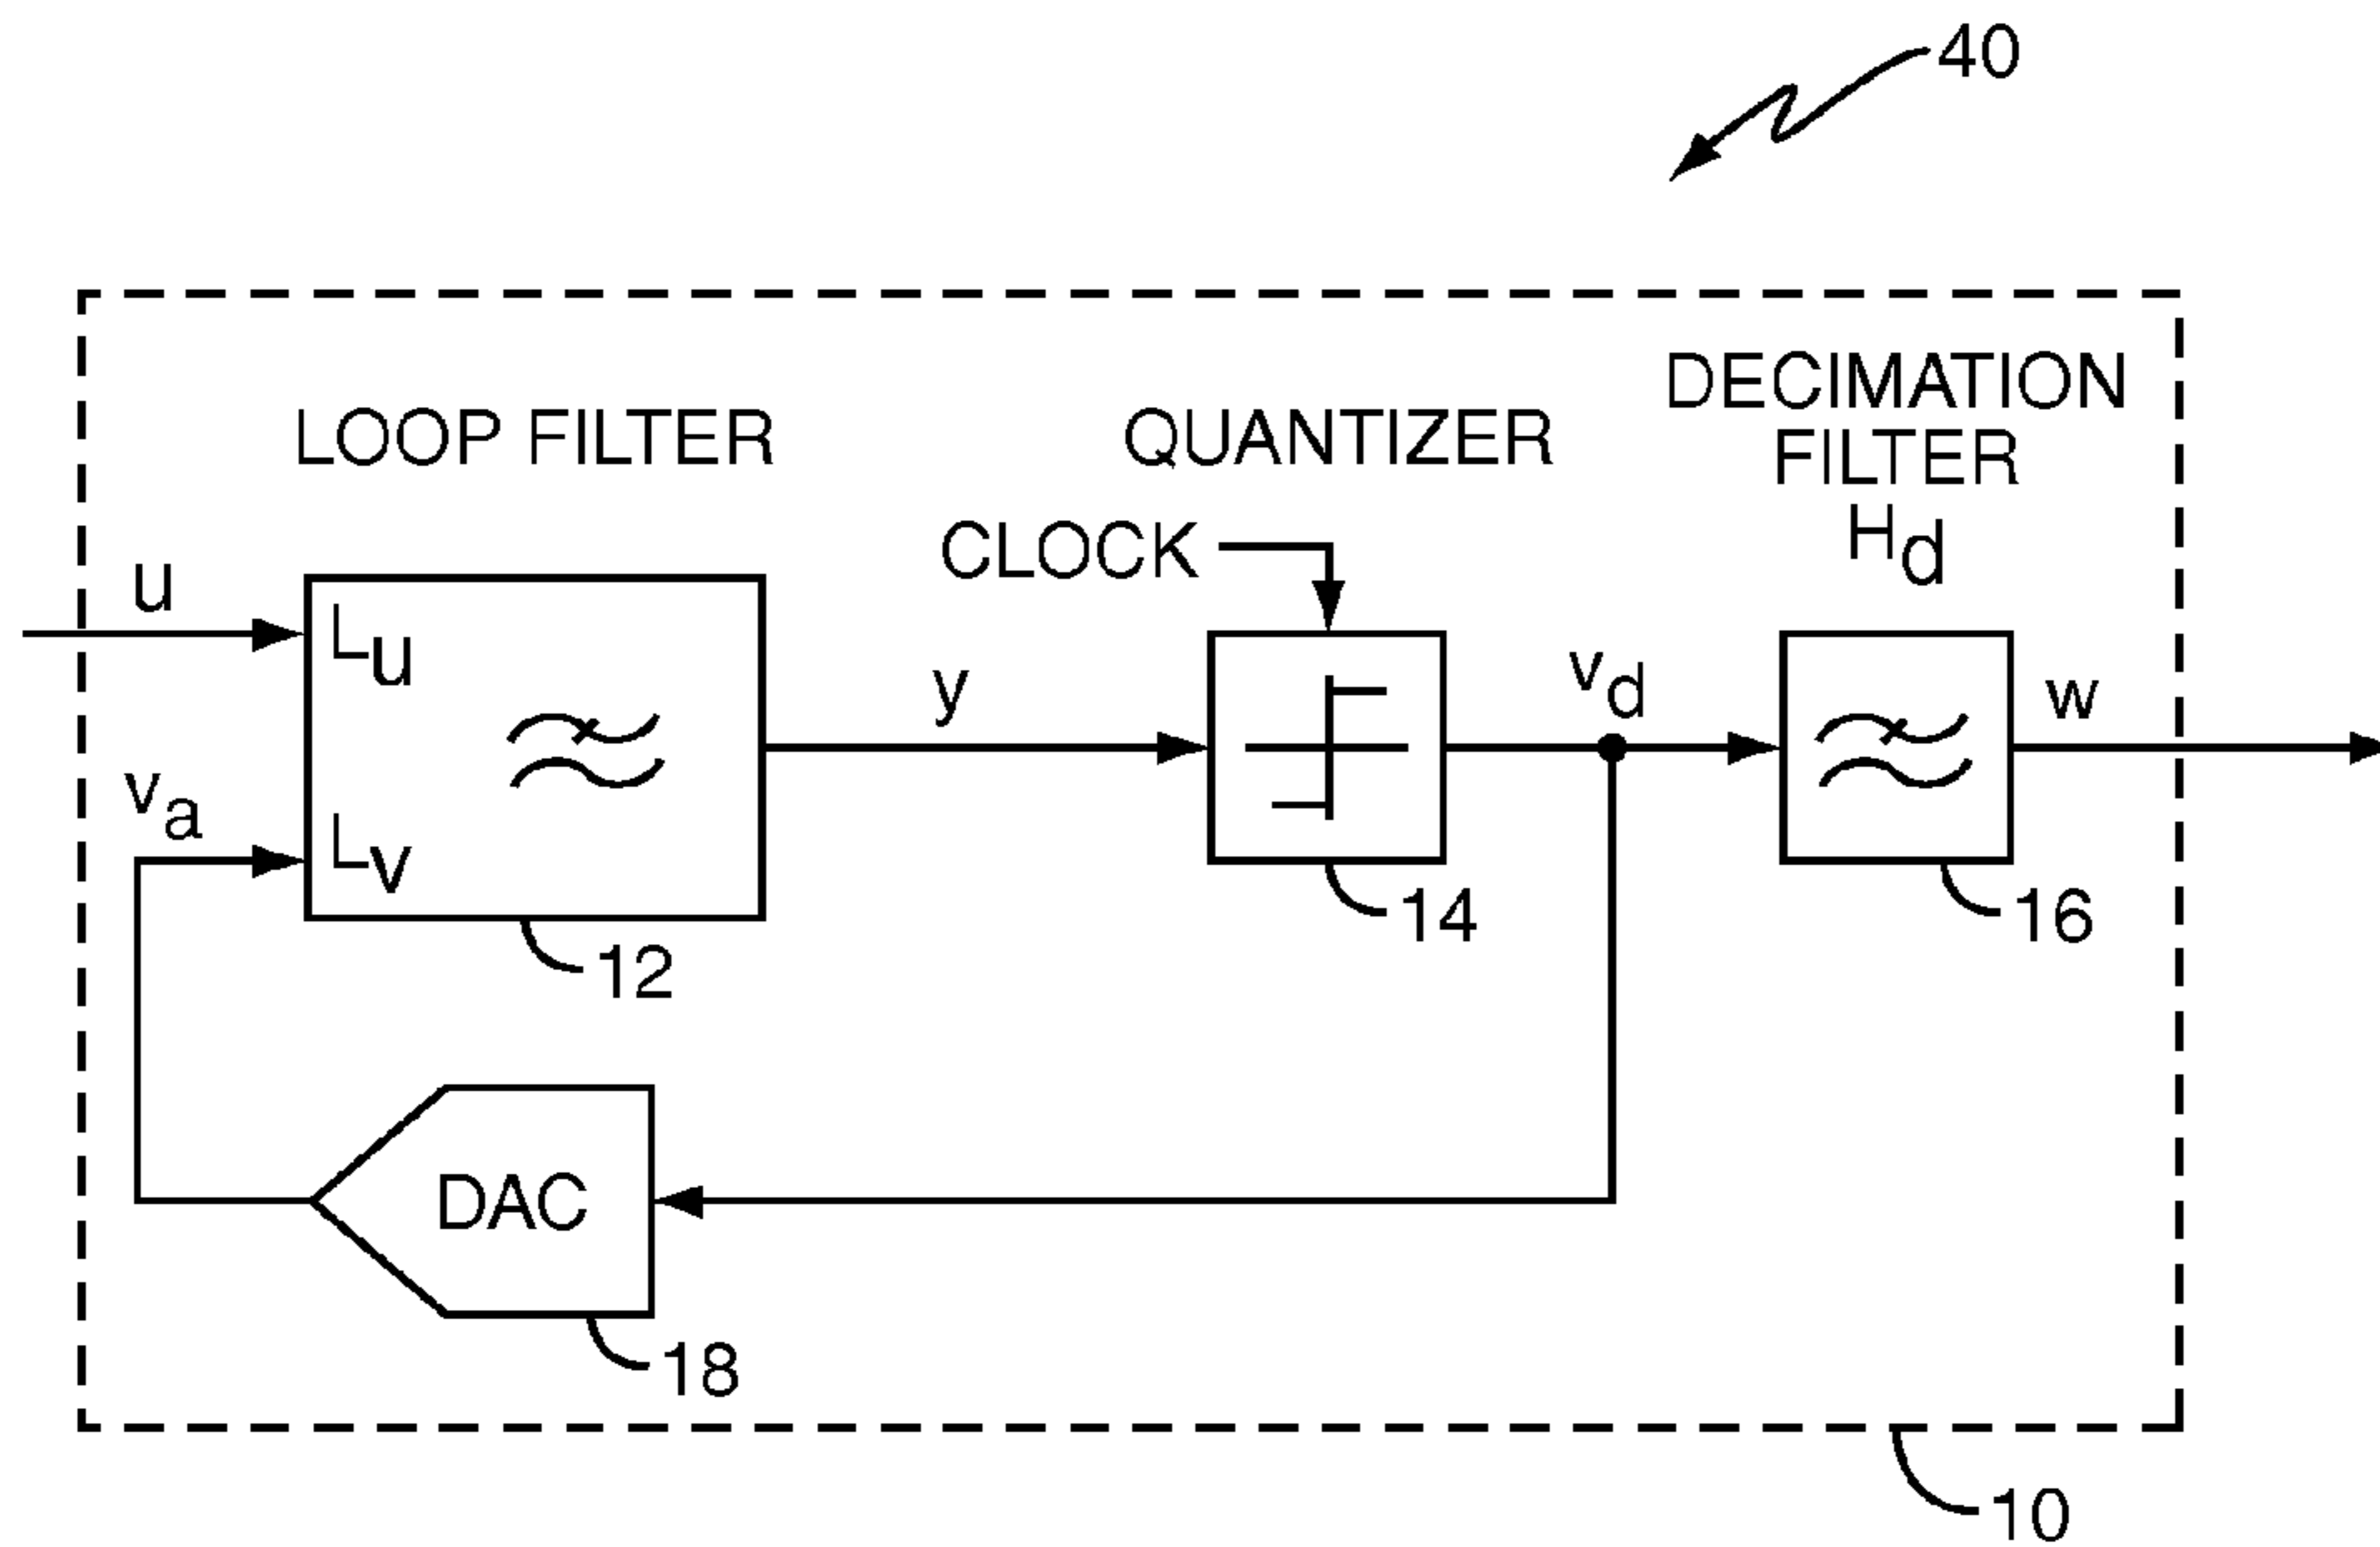 40
DECIMATION
FILTER
Hd
LOOP FILTER
QUANTIZER
CLOCK
u
Lu
y
vd
w
va
Lv
14
16
12
DAC
18
10